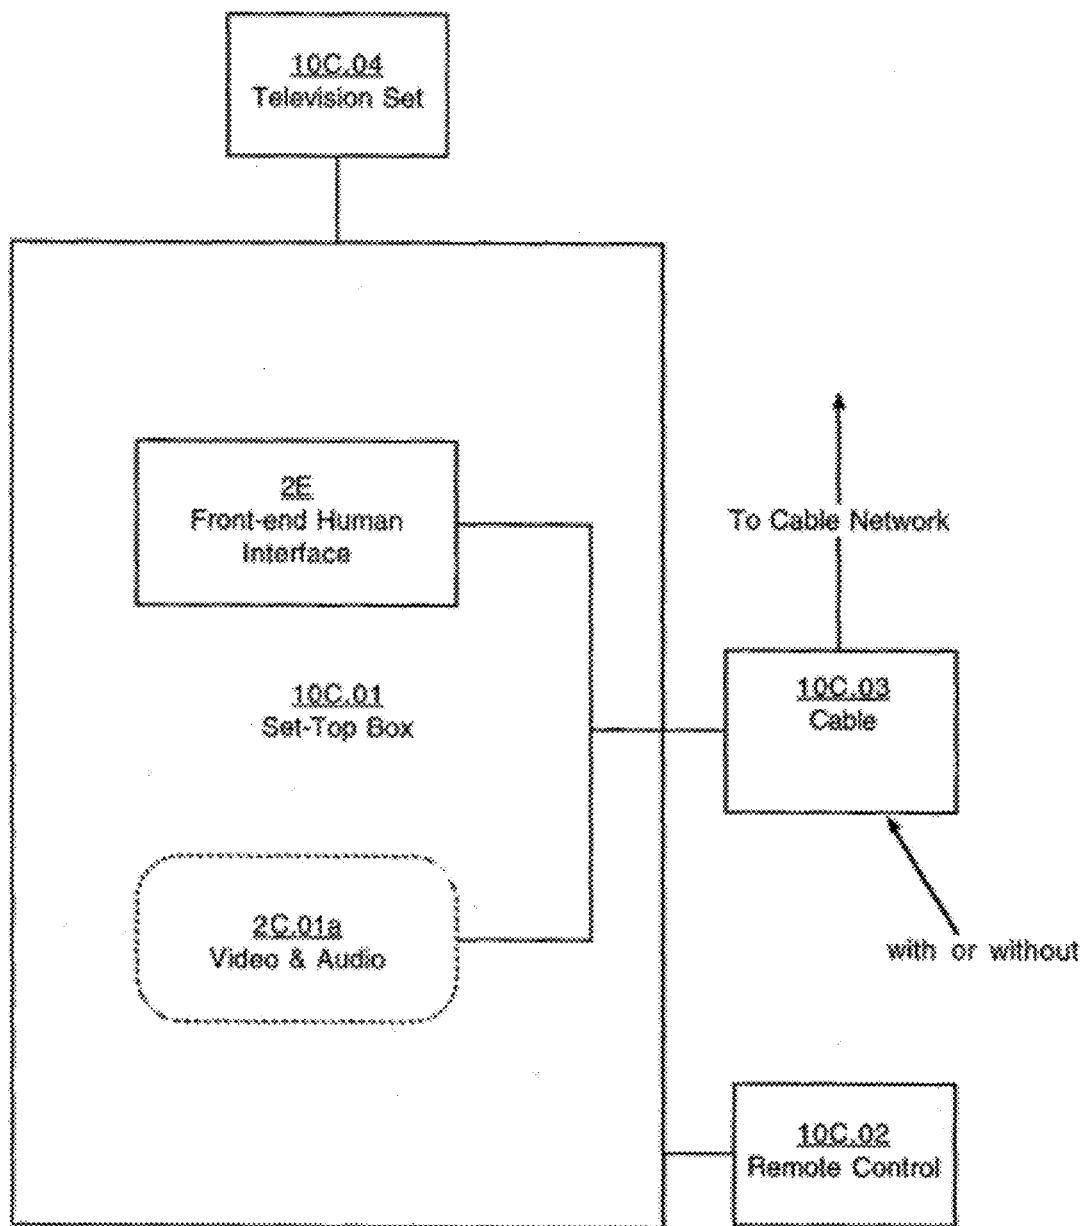 10C.04
Television Set
2E
Front-end Human
Interface
To Cable Network
10C.01
Set-Top Box
10C.03
Cable
2C.01a
Video & Audio
with or without
10C.02
Remote Control